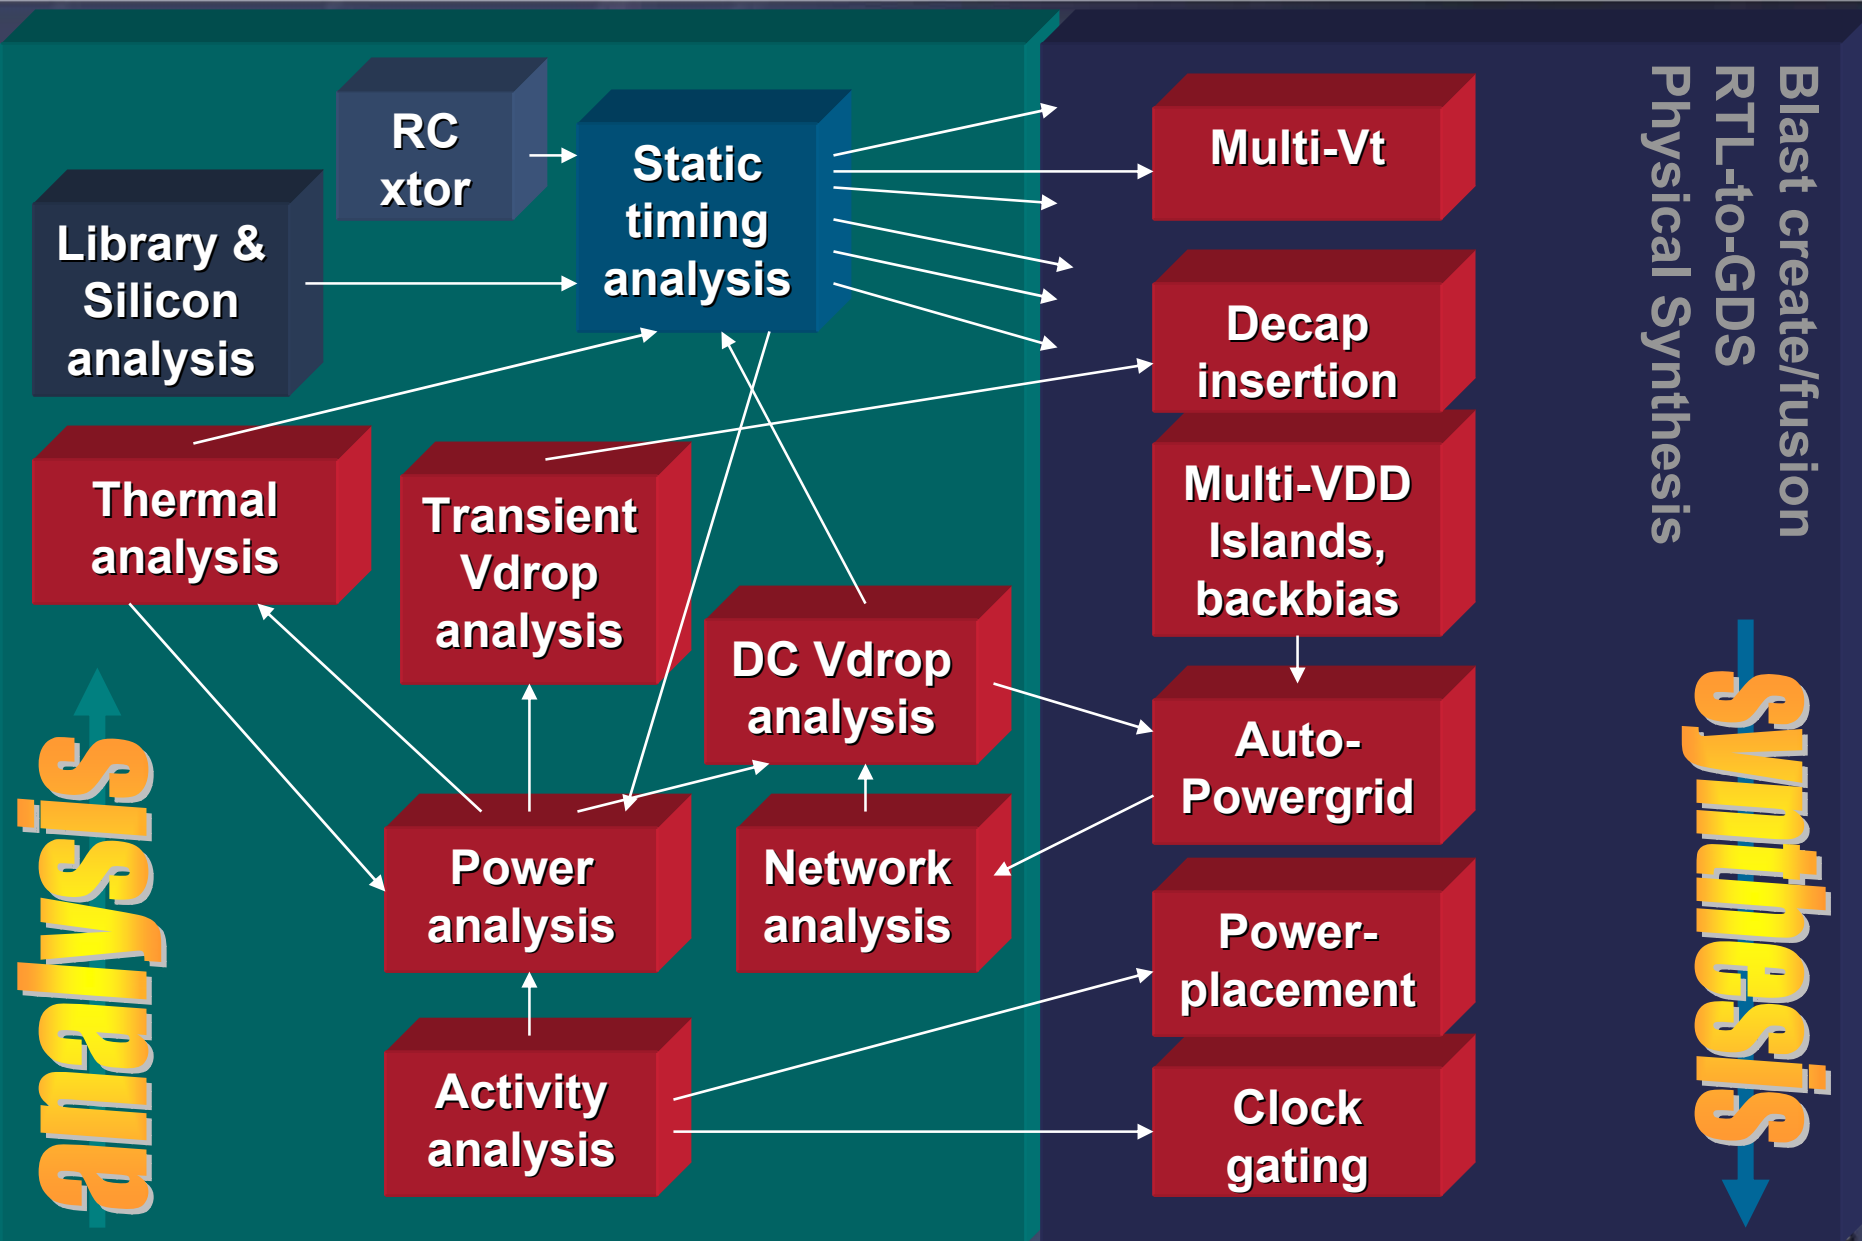 RC
xtor
Static
timing
analysis
Library &
Silicon
analysis
Thermal
analysis
Transient
Vdrop
analysis
DC Vdrop
analysis
Power
analysis
Network
analysis
Activity
analysis
analysis
Multi-Vt
Decap
insertion
Multi-VDD
Islands,
backbias
Auto-
Powergrid
Power-
placement
Clock
gating
Blast create/fusion
RTL-to-GDS
Physical Synthesis
synthesis